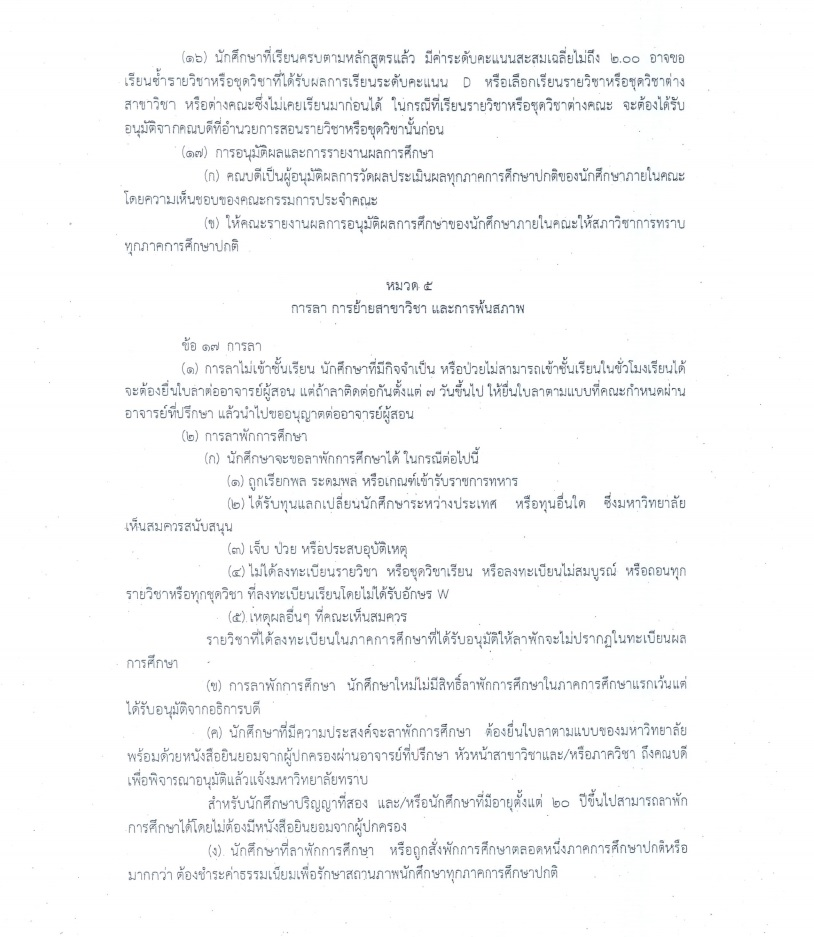 (๑๖) นักศึกษาที่เรียนครบตามหลักสูตรแล้ว มีค่าระดับคะแนนสะสมเฉลี่ยไม่ถึง ๒.๐๐ อาจขอ
เรียนซ้ำรายวิชาหรือชุดวิชาที่ได้รับผลการเรียนระดับคะแนน D หรือเลือกเรียนรายวิชาหรือชุดวิชาต่าง
สาขาวิชา หรือต่างคณะซึ่งไม่เคยเรียนมาก่อนได้ ในกรณีที่เรียนรายวิชาหรือชุดวิชาต่างคณะ จะต้องได้รับ
อนุมัติจากคณบดีที่อำนวยการสอนรายวิชาหรือชุดวิชานั้นก่อน
(๑๗) การอนุมัติผลและการรายงานผลการศึกษา
(ก) คณบดีเป็นผู้อนุมัติผลการวัดผลประเมินผลทุกภาคการศึกษาปกติของนักศึกษาภายในคณะ
โดยความเห็นชอบของคณะกรรมการประจำคณะ
(ข) ให้คณะรายงานผลการอนุมัติผลการศึกษาของนักศึกษาภายในคณะให้สภาวิชาการทราบ
ทุกภาคการศึกษาปกติ
หมวด ๕
การลา การย้ายสาขาวิชา และการพ้นสภาพ
ข้อ ๑๗ การลา
(๑) การลาไม่เข้าชั้นเรียน นักศึกษาที่มีกิจจำเป็น หรือป่วยไม่สามารถเข้าชั้นเรียนในชั่วโมงเรียนได้
จะต้องยื่นใบลาต่ออาจารย์ผู้สอน แต่ถ้าลาติดต่อกันตั้งแต่ ๗ วันขึ้นไป ให้ยื่นใบลาตามแบบที่คณะกำหนดผ่าน
อาจารย์ที่ปรึกษา แล้วนำไปขออนุญาตต่ออาจารย์ผู้สอน
(๒) การลาพักการศึกษา
(ก) นักศึกษาจะขอลาพักการศึกษาได้ ในกรณีต่อไปนี้
(๑) ถูกเรียกพล ระดมพล หรือเกณฑ์เข้ารับราชการทหาร
(๒) ได้รับทุนแลกเปลี่ยนนักศึกษาระหว่างประเทศ หรือทุนอื่นใด ซึ่งมหาวิทยาลัย
เห็นสมควรสนับสนุน
(๓) เจ็บ ป่วย หรือประสบอุบัติเหตุ
(๔) ไม่ได้ลงทะเบียนรายวิชา หรือชุดวิชาเรียน หรือลงทะเบียนไม่สมบูรณ์ หรือถอนทุก
รายวิชาหรือทุกชุดวิชา ที่ลงทะเบียนเรียนโดยไม่ได้รับอักษร W
(๕) เหตุผลอื่นๆ ที่คณะเห็นสมควร
รายวิชาที่ได้ลงทะเบียนในภาคการศึกษาที่ได้รับอนุมัติให้ลาพักจะไม่ปรากฏในทะเบียนผล
การศึกษา
(ข) การลาพักการศึกษา นักศึกษาใหม่ไม่มีสิทธิ์ลาพักการศึกษาในภาคการศึกษาแรกเว้นแต่
ได้รับอนุมัติจากอธิการบดี
(ค) นักศึกษาที่มีความประสงค์จะลาพักการศึกษา ต้องยื่นใบลาตามแบบของมหาวิทยาลัย
พร้อมด้วยหนังสือยินยอมจากผู้ปกครองผ่านอาจารย์ที่ปรึกษา หัวหน้าสาขาวิชาและ/หรือภาควิชา ถึงคณบดี
เพื่อพิจารณาอนุมัติแล้วแจ้งมหาวิทยาลัยทราบ
สำหรับนักศึกษาปริญญาที่สอง และ/หรือนักศึกษาที่มีอายุตั้งแต่ ๒๐ ปีขึ้นไปสามารถลาพัก
การศึกษาได้โดยไม่ต้องมีหนังสือยินยอมจากผู้ปกครอง
(ง) นักศึกษาที่ลาพักการศึกษา หรือถูกสั่งพักการศึกษาตลอดหนึ่งภาคการศึกษาปกติหรือ
มากกว่า ต้องชำระค่าธรรมเนียมเพื่อรักษาสถานภาพนักศึกษาทุกภาคการศึกษาปกติ